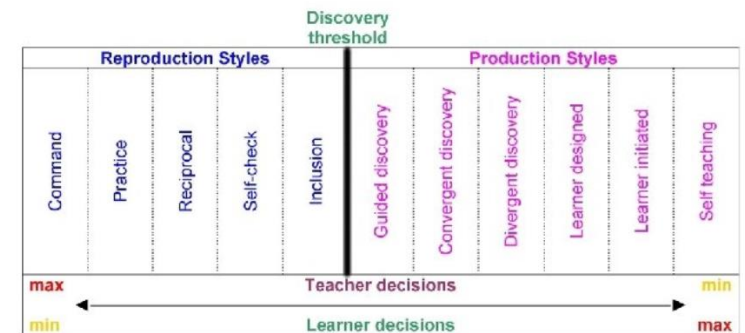 Discovery
threshold
Reproduction Styles
Production Styles
Command
Practice
Reciprocal
Self-check
Inclusion
Guided discovery
Convergent discovery
Divergent discovery
Learner designed
Learner initiated
Self teaching
max Teacher decisions min
min Learner decisions max